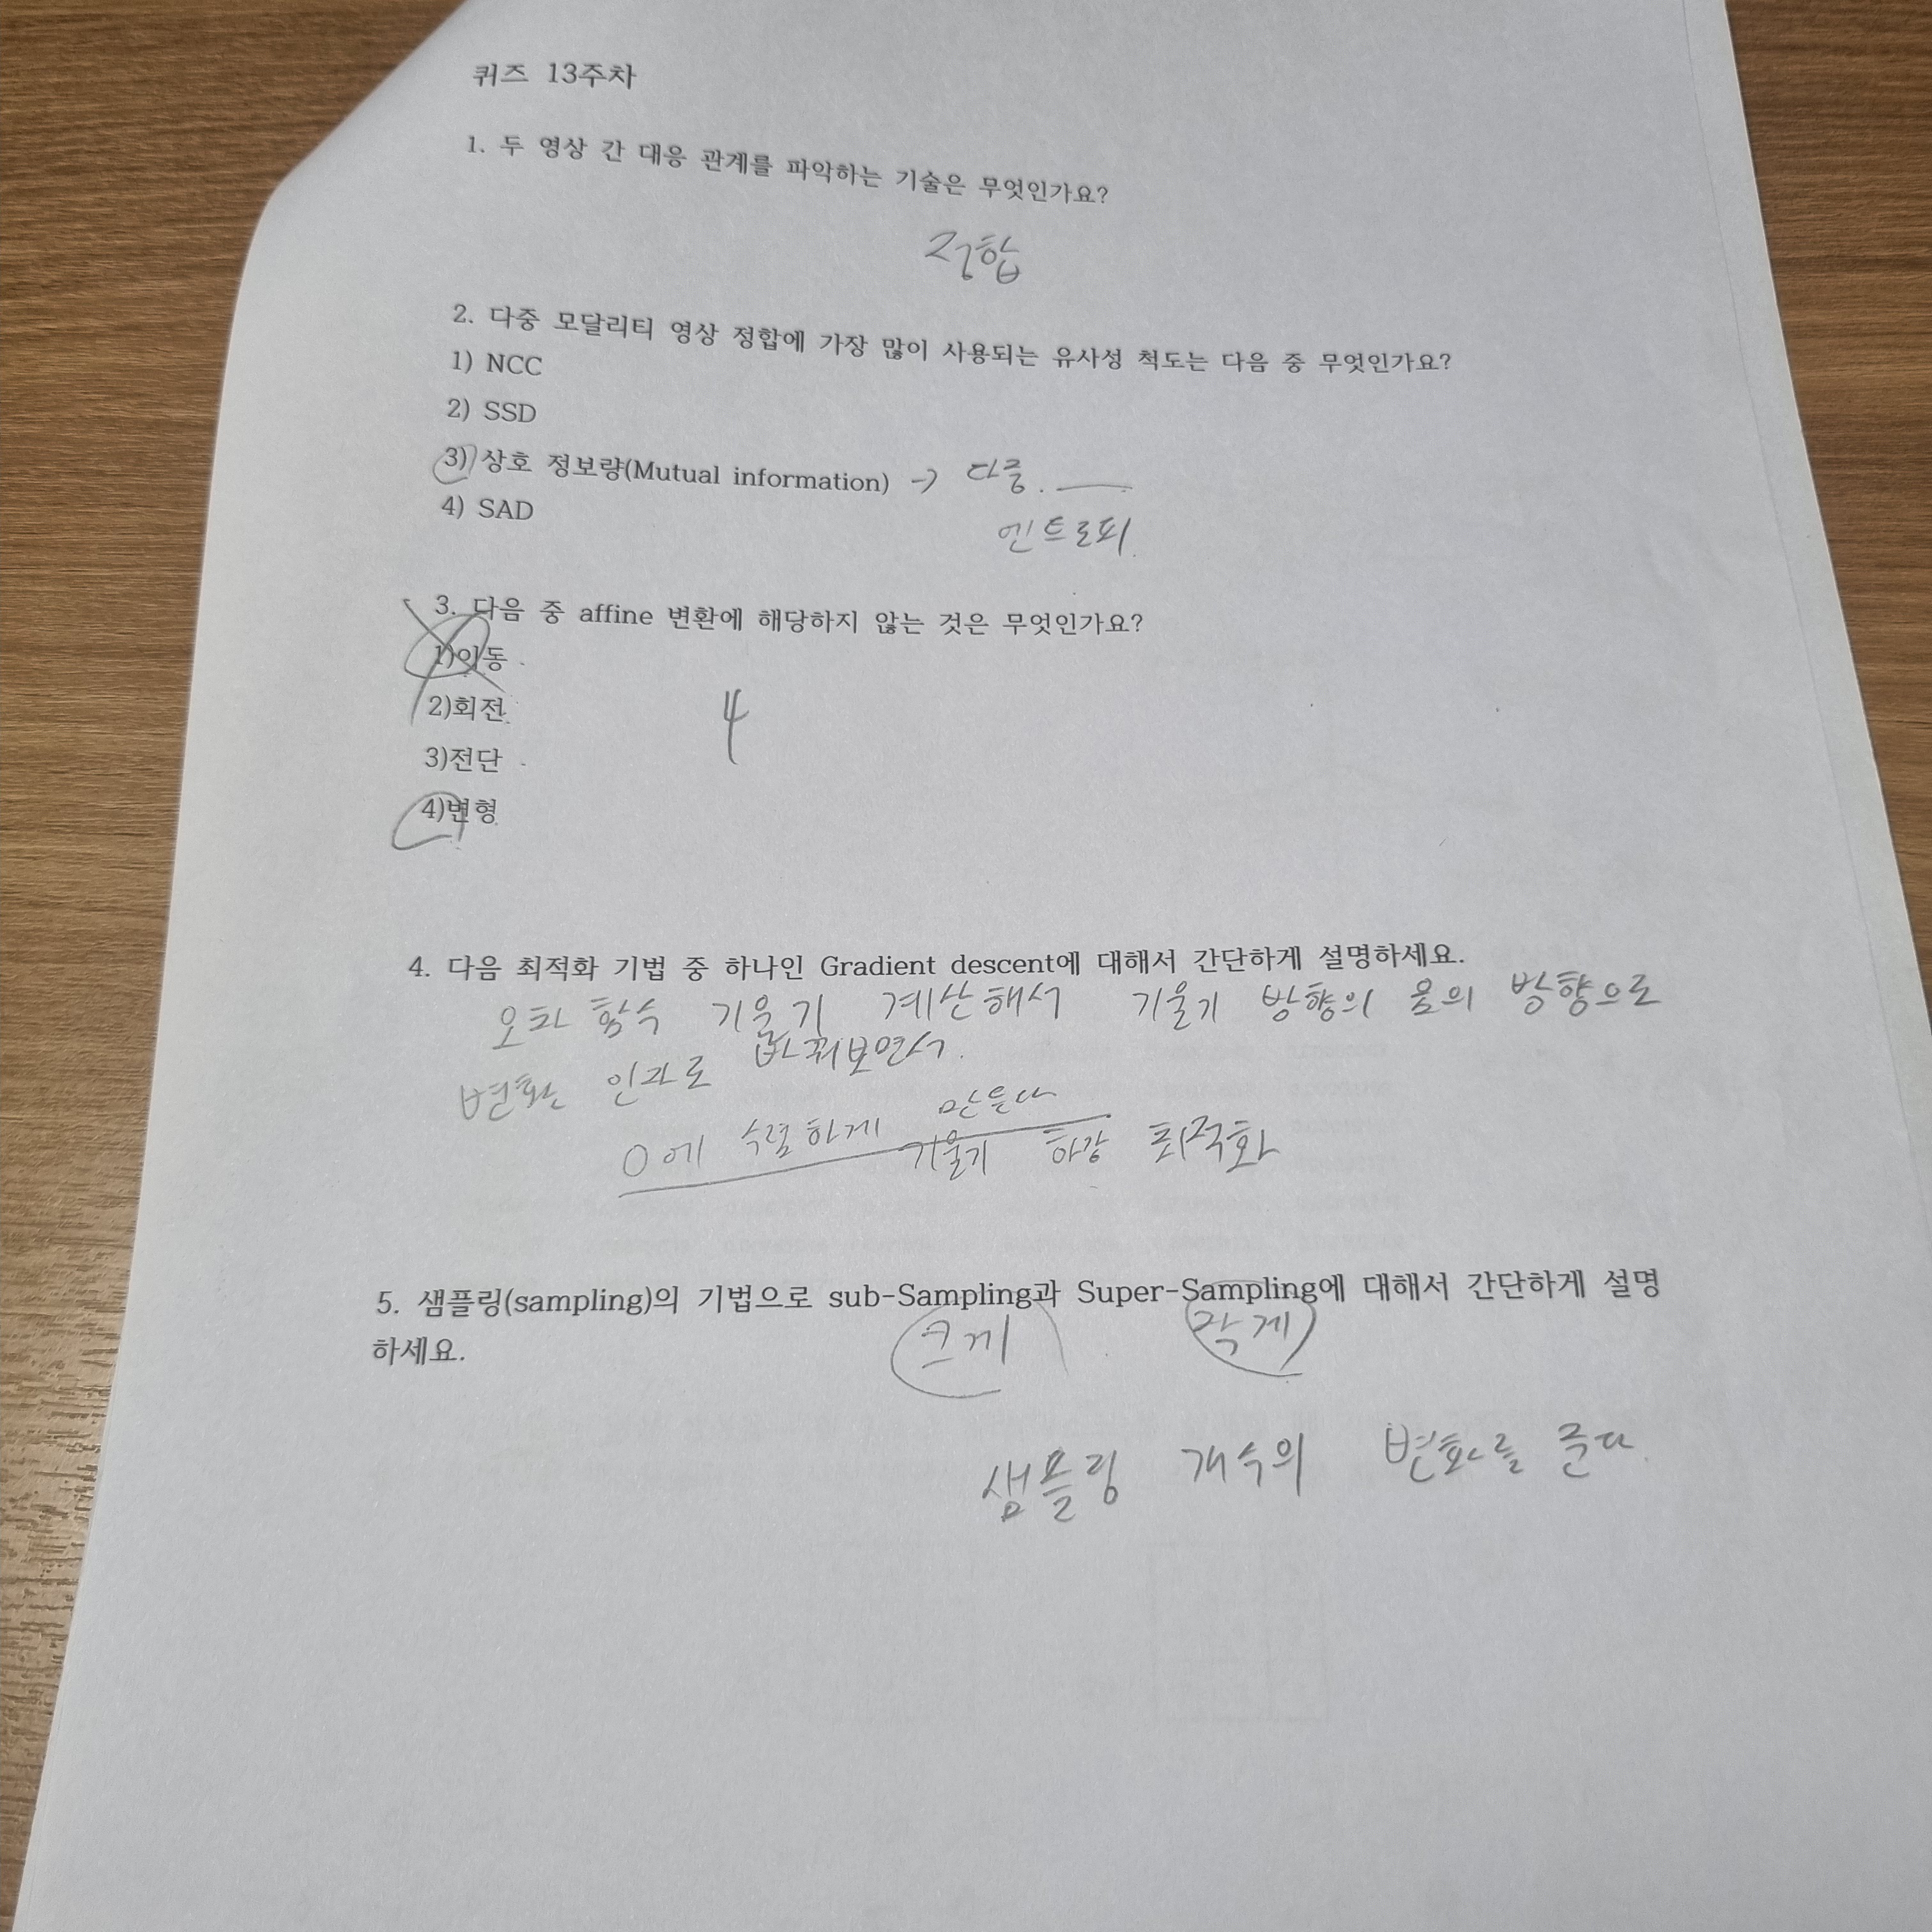 퀴즈 13주차
1. 두 영상 간 대응 관계를 파악하는 기술은 무엇인가요?
정합
2. 다중 모달리티 영상 정합에 가장 많이 사용되는 유사성 척도는 다음 중 무엇인가요?
1) NCC
2) SSD
3) 상호 정보량(Mutual information) → 다중.
엔트로피.
4) SAD
3. 다음 중 affine 변환에 해당하지 않는 것은 무엇인가요?
1)이동
2)회전
4
3)전단
4)변형
4. 다음 최적화 기법 중 하나인 Gradient descent에 대해서 간단하게 설명하세요.
오차 함수 기울기 계산해서 기울기 방향의 음의 방향으로
변환 인자로 바꿔보면서.
0에 수렴하게 만든다
기울기 하강 최적화
5. 샘플링(sampling)의 기법으로 sub-Sampling과 Super-Sampling에 대해서 간단하게 설명
하세요.
크게 작게
샘플링 개수의 변화를 준다.